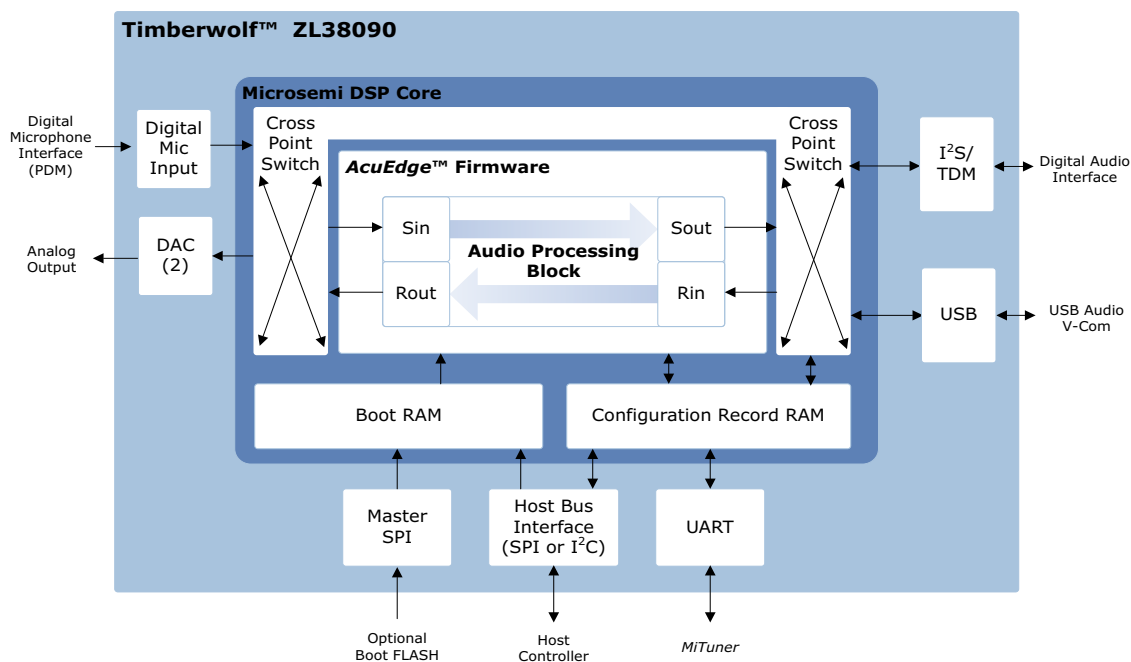 Timberwolf™ ZL38090
Microsemi DSP Core
Digital
Microphone
Interface
(PDM)
Digital
Mic
Input
Cross
Point
Switch
AcuEdge™ Firmware
Cross
Point
Switch
I²S/
TDM
Digital Audio
Interface
Sin
Sout
Audio Processing
Block
Rout
Rin
Analog
Output
DAC
(2)
USB
USB Audio
V-Com
Boot RAM
Configuration Record RAM
Master
SPI
Host Bus
Interface
(SPI or I²C)
UART
Optional
Boot FLASH
Host
Controller
MiTuner